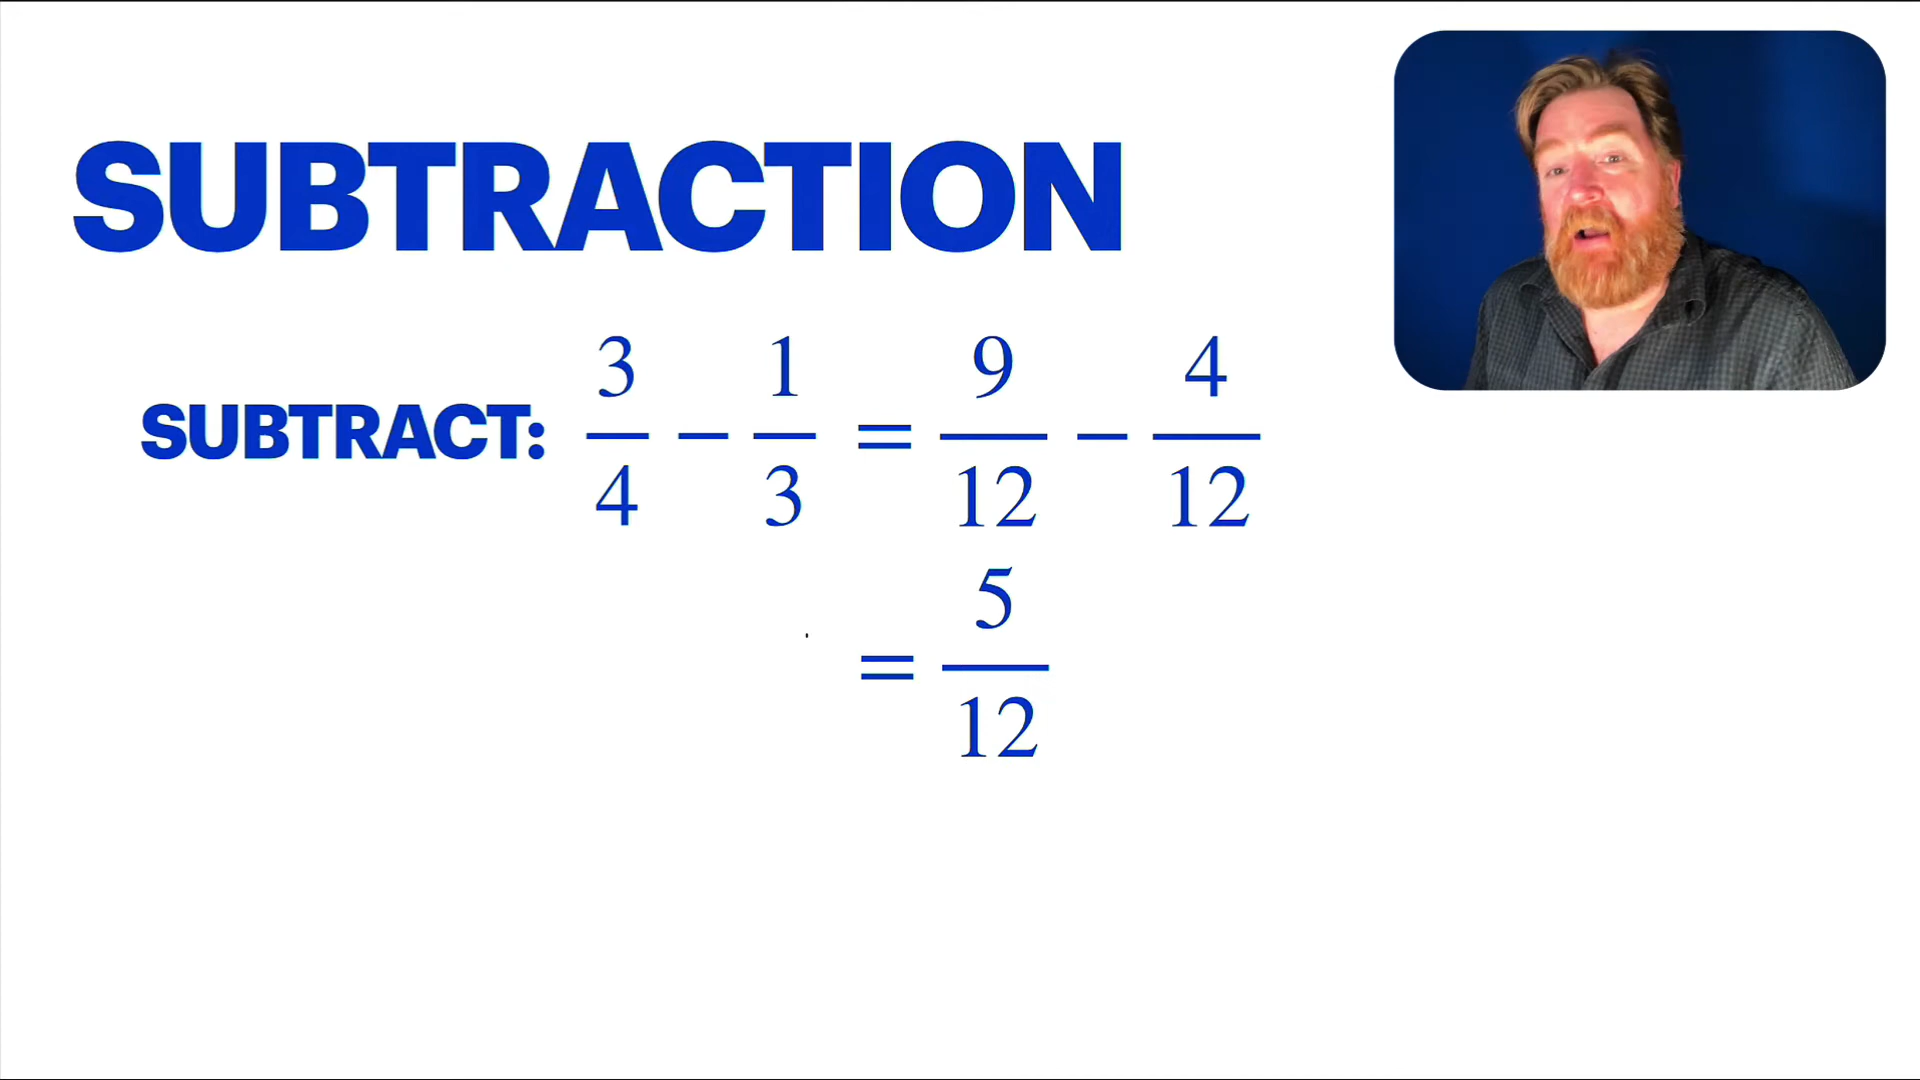 SUBTRACTION
SUBTRACT: 3/4 − 1/3 = 9/12 − 4/12
= 5/12